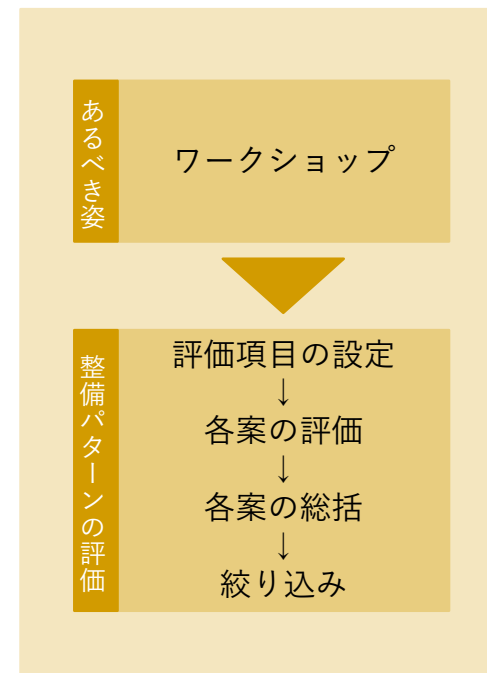 あるべき姿
ワークショップ
整備パターンの評価
評価項目の設定
↓
各案の評価
↓
各案の総括
↓
絞り込み